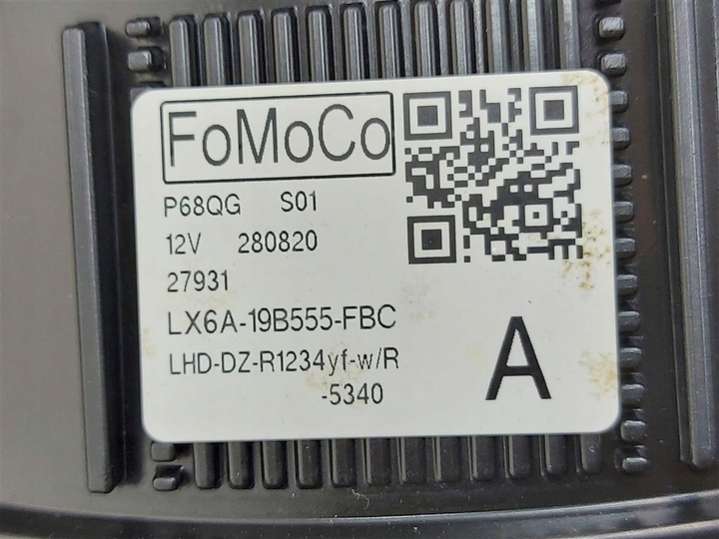 FoMoCo
P68QG S01
12V 280820
27931
LX6A-19B555-FBC
LHD-DZ-R1234yf-w/R
-5340
A